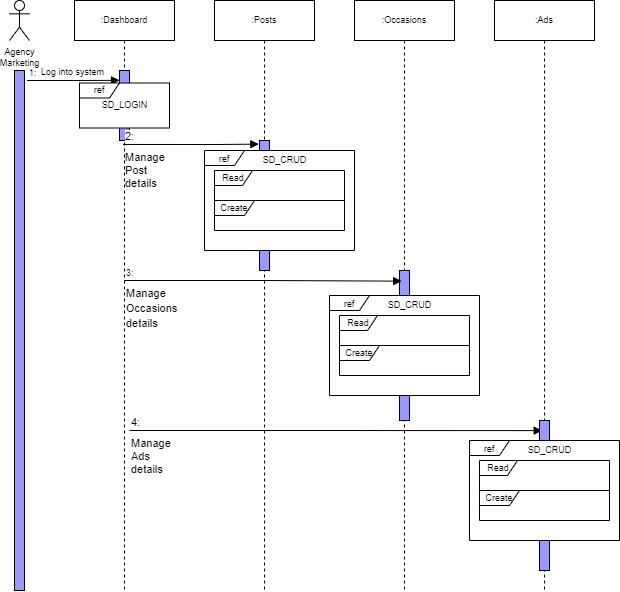 :Dashboard
:Posts
:Occasions
:Ads
Agency
Marketing
1: Log into system
ref
SD_LOGIN
2:
Manage
Post
details
ref
SD_CRUD
Read
Create
3:
Manage
Occasions
details
ref
SD_CRUD
Read
Create
4:
Manage
Ads
details
ref
SD_CRUD
Read
Create